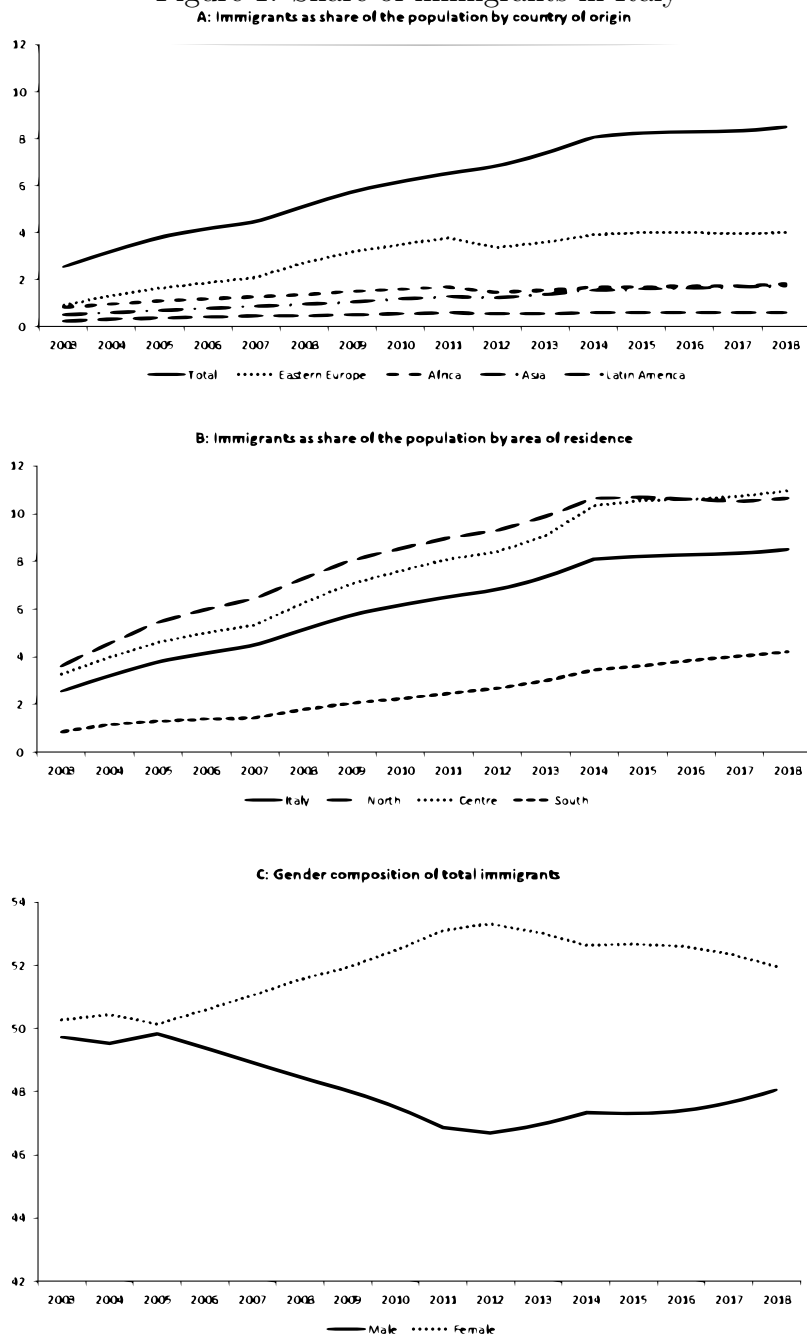 Figure 1: Share of immigrants in Italy
A: Immigrants as share of the population by country of origin
12
10
8
6
4
2
0
2003 2004 2005 2006 2007 2008 2009 2010 2011 2012 2013 2014 2015 2016 2017 2018
Total Eastern Europe Africa Asia Latin America
B: Immigrants as share of the population by area of residence
12
10
8
6
4
2
0
2003 2004 2005 2006 2007 2008 2009 2010 2011 2012 2013 2014 2015 2016 2017 2018
Italy North Centre South
C: Gender composition of total immigrants
54
52
50
48
46
44
42
2003 2004 2005 2006 2007 2008 2009 2010 2011 2012 2013 2014 2015 2016 2017 2018
Male Female